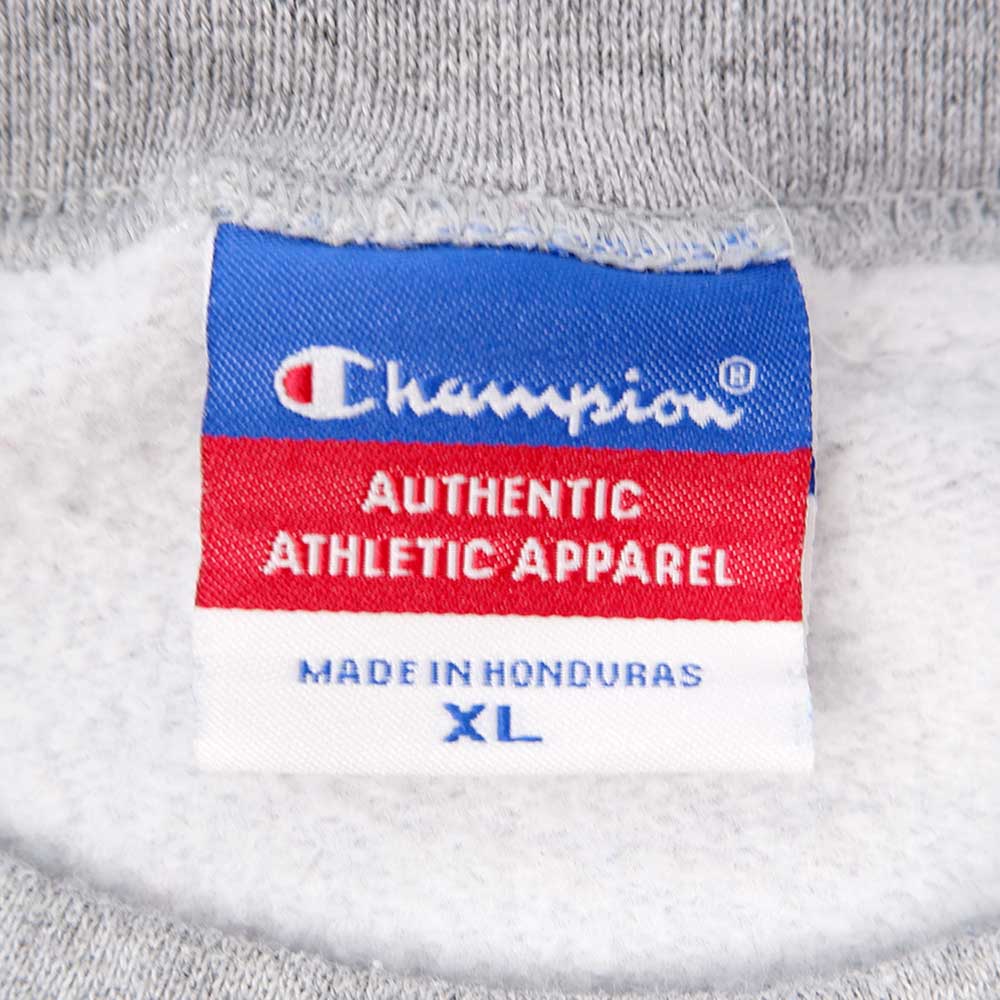 Champion®
AUTHENTIC
ATHLETIC APPAREL
MADE IN HONDURAS
XL